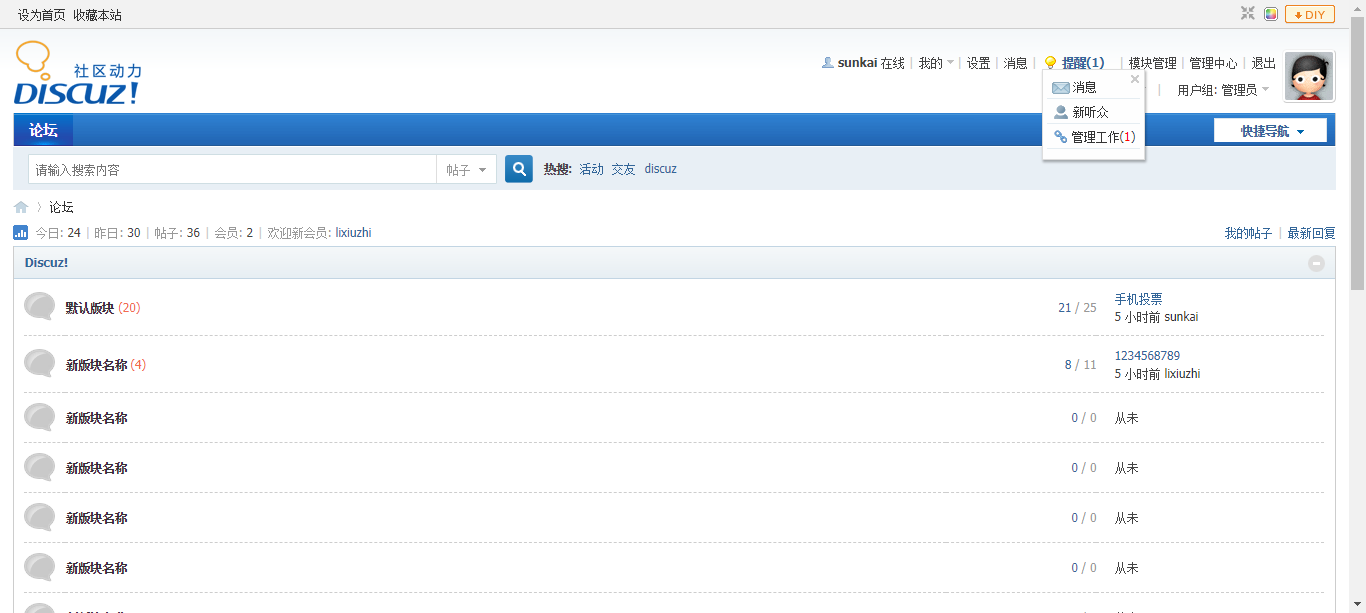 设为首页 收藏本站
DIY
社区动力
DISCUZ!
sunkai 在线 | 我的 | 设置 | 消息 | 提醒(1) | 模块管理 | 管理中心 | 退出
消息
| 用户组: 管理员
新听众
管理工作(1)
论坛
快捷导航
请输入搜索内容 帖子 热搜: 活动 交友 discuz
论坛
今日: 24 | 昨日: 30 | 帖子: 36 | 会员: 2 | 欢迎新会员: lixiuzhi 我的帖子 | 最新回复
Discuz!
默认版块 (20) 21 / 25 手机投票
5 小时前 sunkai
新版块名称 (4) 8 / 11 1234568789
5 小时前 lixiuzhi
新版块名称 0 / 0 从未
新版块名称 0 / 0 从未
新版块名称 0 / 0 从未
新版块名称 0 / 0 从未